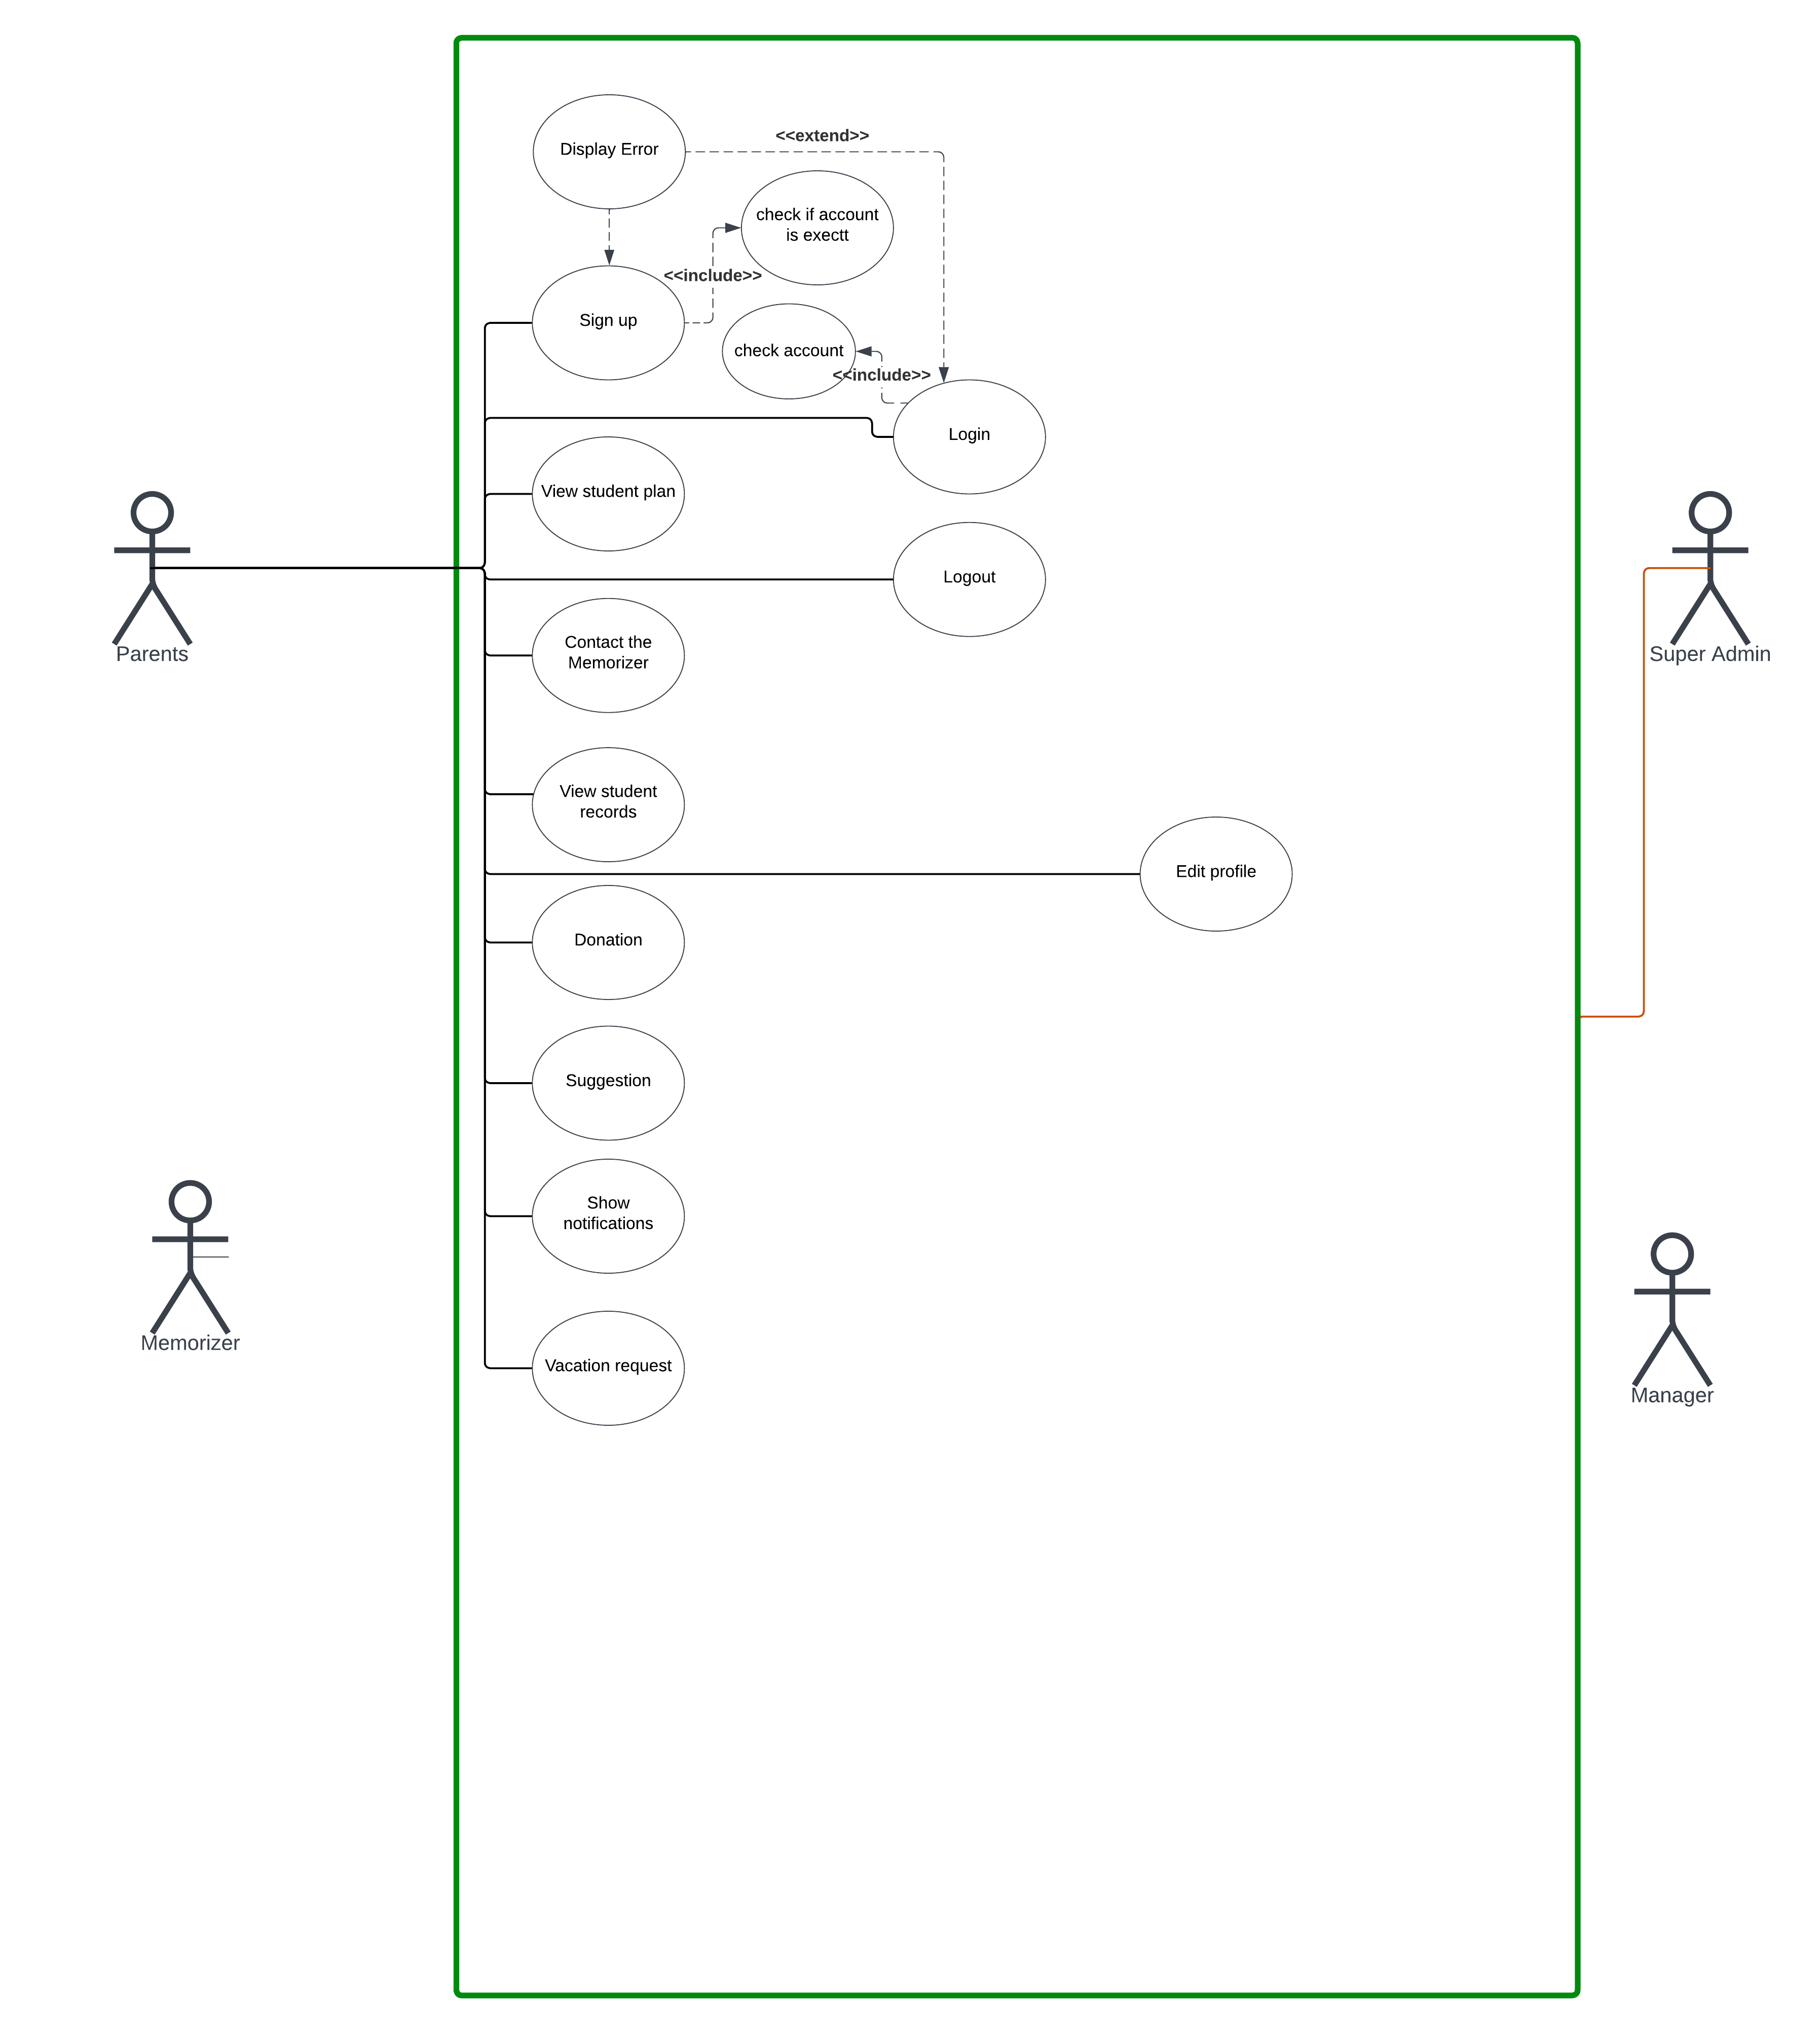 Display Error
<<extend>>
check if account
is exectt
<<include>>
Sign up
check account
<<include>>
Login
View student plan
Logout
Contact the
Memorizer
Parents
Super Admin
View student
records
Edit profile
Donation
Suggestion
Show
notifications
Memorizer
Vacation request
Manager